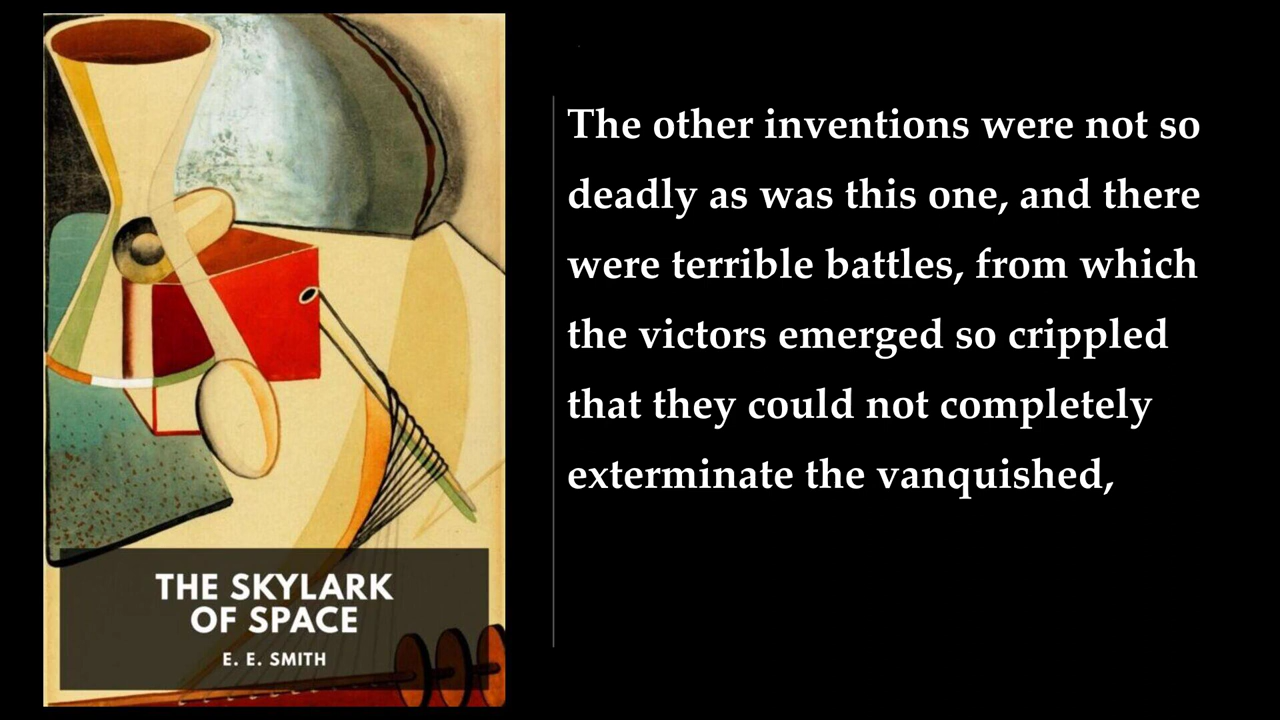 THE SKYLARK
OF SPACE
E. E. SMITH
The other inventions were not so
deadly as was this one, and there
were terrible battles, from which
the victors emerged so crippled
that they could not completely
exterminate the vanquished,